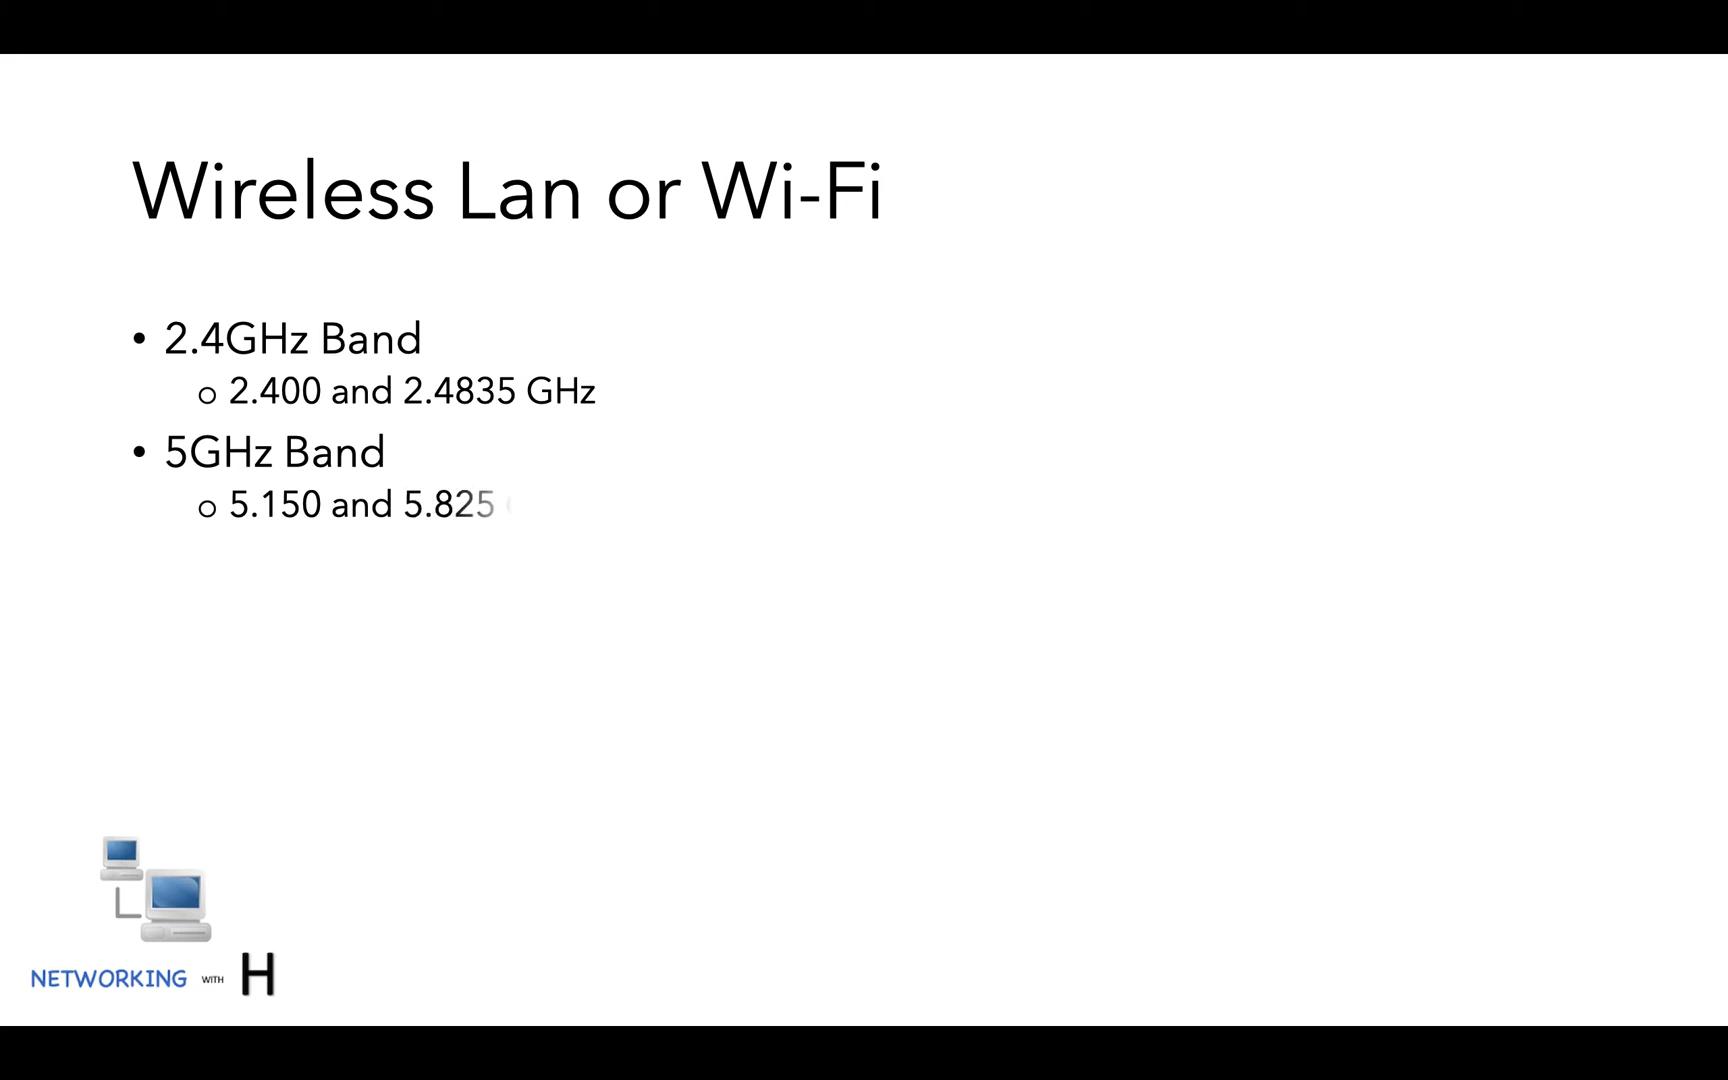 Wireless Lan or Wi-Fi
• 2.4GHz Band
o 2.400 and 2.4835 GHz
• 5GHz Band
o 5.150 and 5.825
NETWORKING WITH H